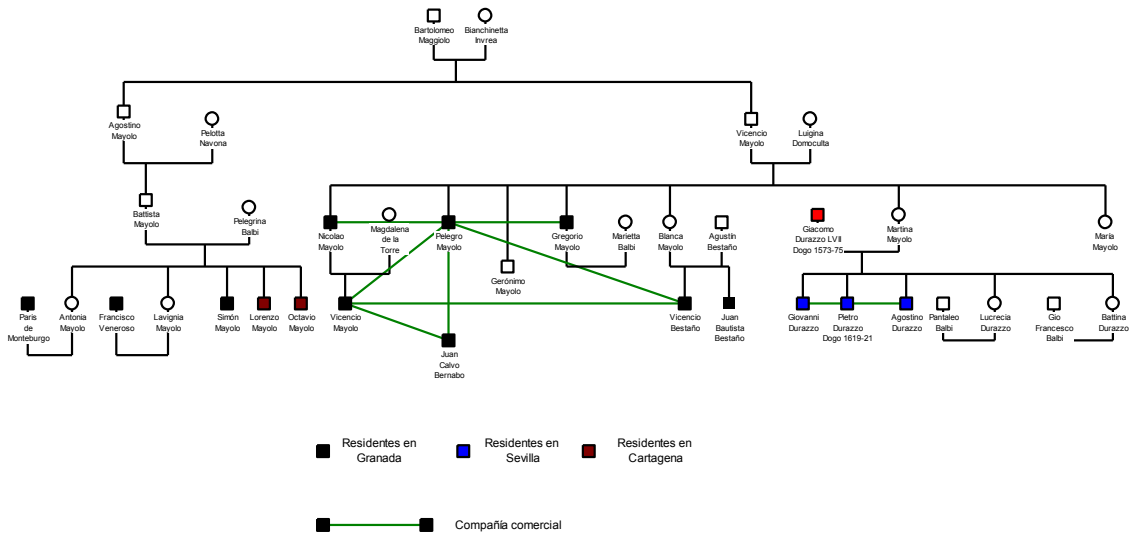 Bartolomeo
Maggiolo
Bianchinetta
Invrea
Agostino
Mayolo
Pelotta
Navona
Vicencio
Mayolo
Luigina
Domoculta
Battista
Mayolo
Pelegrina
Balbi
Nicolao
Mayolo
Magdalena
de la
Torre
Pelegro
Mayolo
Gerónimo
Mayolo
Gregorio
Mayolo
Marietta
Balbi
Blanca
Mayolo
Agustín
Bestaño
Giacomo
Durazzo LVII
Dogo 1573-75
Martina
Mayolo
María
Mayolo
Paris
de
Monteburgo
Antonia
Mayolo
Francisco
Veneroso
Lavignia
Mayolo
Simón
Mayolo
Lorenzo
Mayolo
Octavio
Mayolo
Vicencio
Mayolo
Juan
Calvo
Bernabo
Vicencio
Bestaño
Juan
Bautista
Bestaño
Giovanni
Durazzo
Pietro
Durazzo
Dogo 1619-21
Agostino
Durazzo
Pantaleo
Balbi
Lucrecia
Durazzo
Gio
Francesco
Balbi
Battina
Durazzo
Residentes en
Granada
Residentes en
Sevilla
Residentes en
Cartagena
Compañía comercial